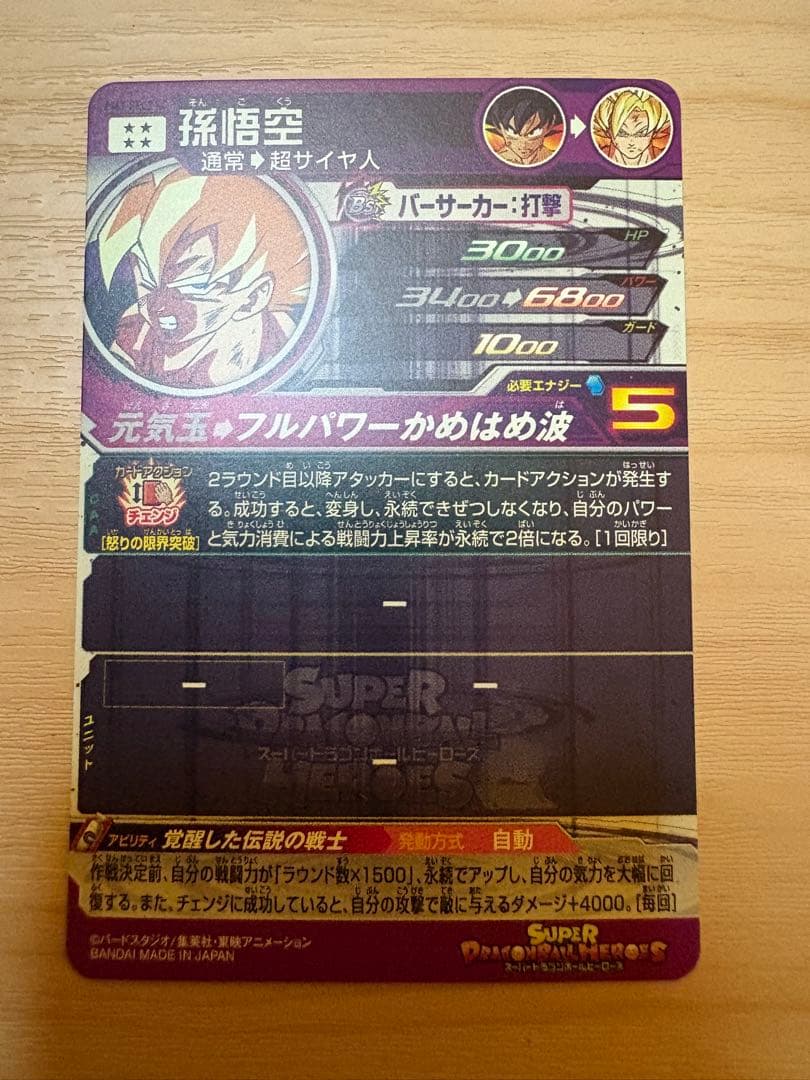 孫悟空
そん ご くう
通常➡超サイヤ人
BS
バーサーカー:打撃
HP
3000
パワー
3400➡6800
ガード
1000
必要エナジー
5
元気玉➡フルパワーかめはめ波
カードアクション
チェンジ
[怒りの限界突破]
2ラウンド目以降アタッカーにすると、カードアクションが発生す
る。成功すると、変身し、永続できぜつしなくなり、自分のパワー
と気力消費による戦闘力上昇率が永続で2倍になる。[1回限り]
CAA
ー
ー ー
ユニット
ー
SUPER
DRAGONBALL
スーパードラゴンボールヒーローズ
HEROES
アビリティ 覚醒した伝説の戦士 発動方式 自動
作戦決定前、自分の戦闘力が「ラウンド数×1500」、永続でアップし、自分の気力を大幅に回
復する。また、チェンジに成功していると、自分の攻撃で敵に与えるダメージ+4000。[毎回]
©バードスタジオ/集英社・東映アニメーション
BANDAI MADE IN JAPAN
SUPER
DRAGONBALL HEROES
スーパードラゴンボールヒーローズ